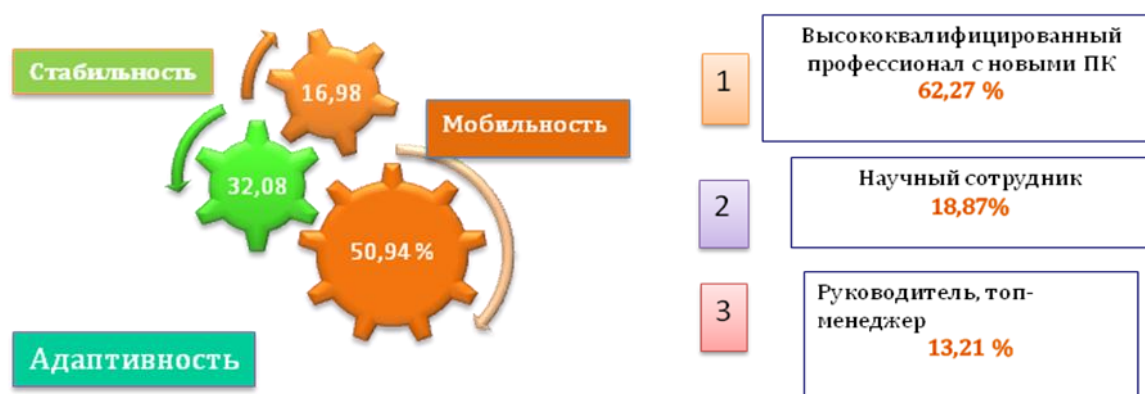 Стабильность
16,98
Мобильность
32,08
50,94 %
Адаптивность
1
Высококвалифицированный
профессионал с новыми ПК
62,27 %
2
Научный сотрудник
18,87%
3
Руководитель, топ-
менеджер
13,21 %